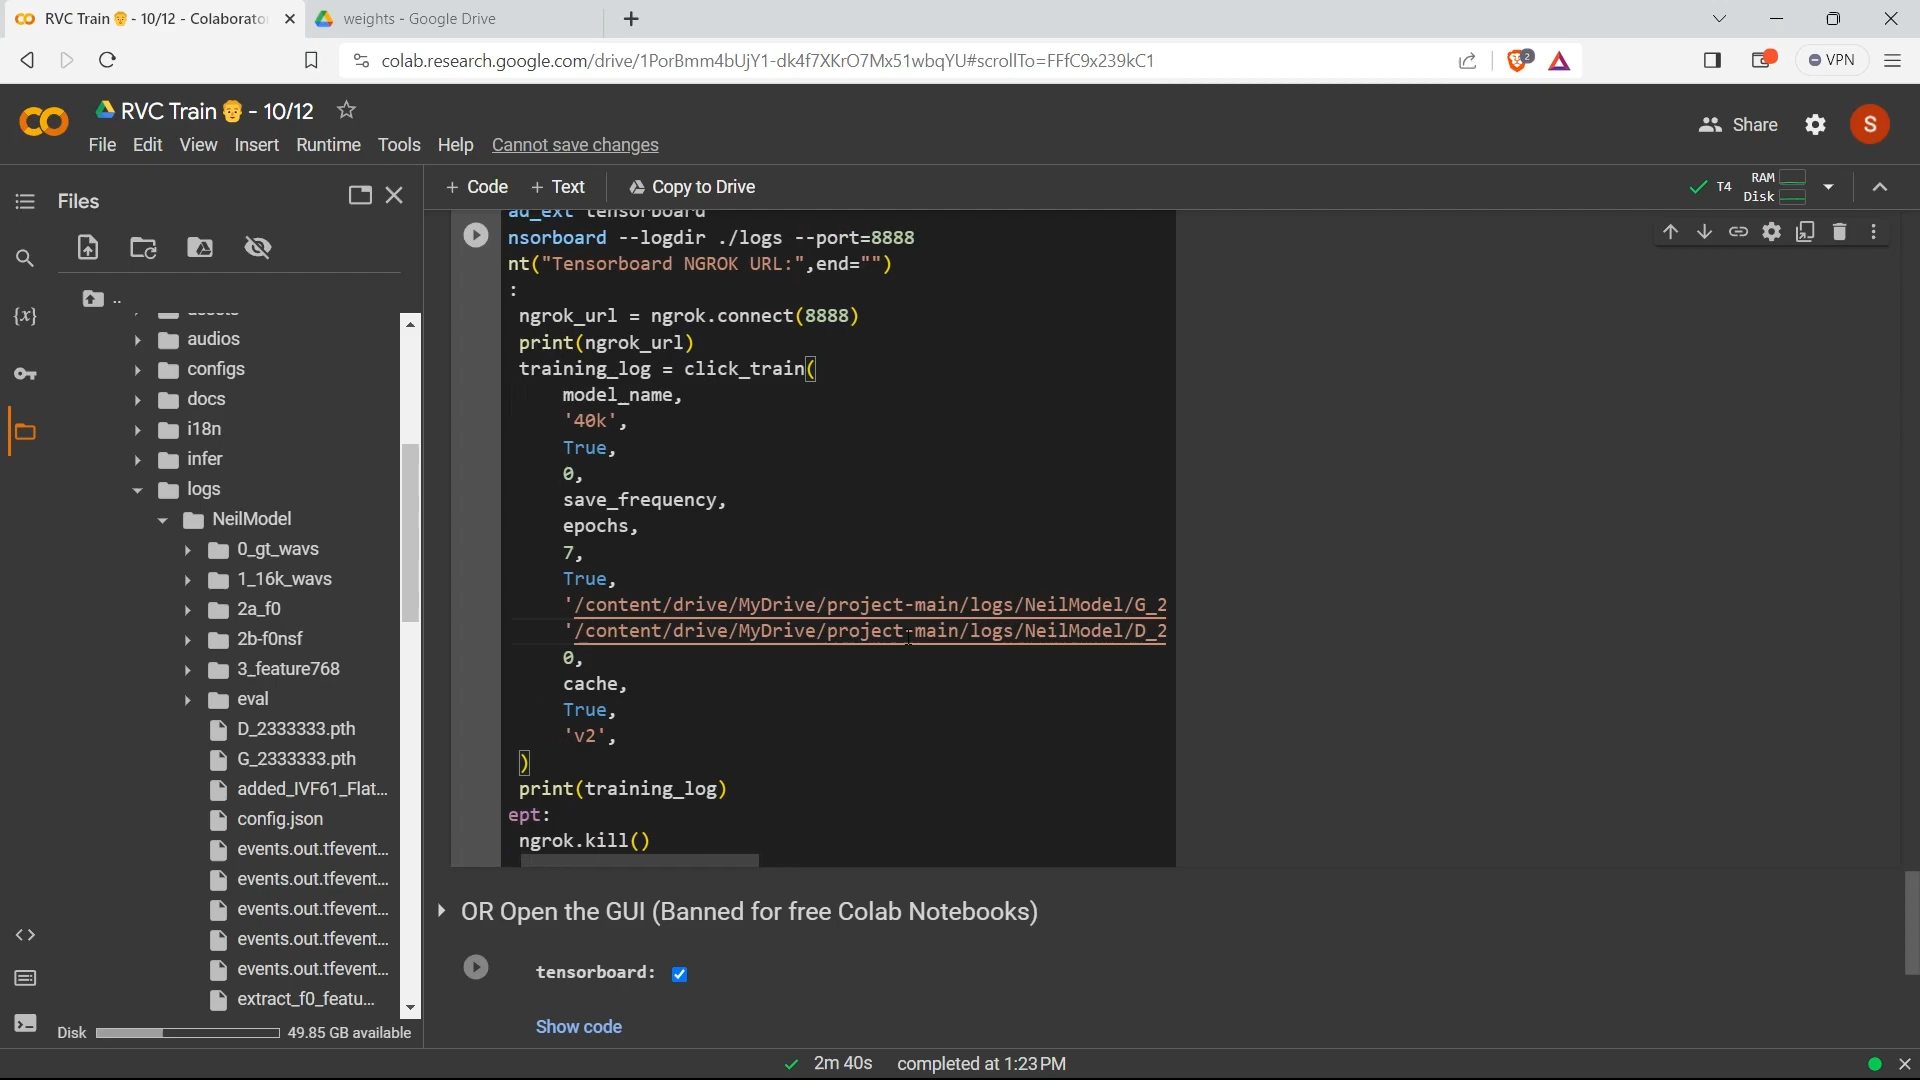 RVC Train - 10/12 - Colaborato
weights - Google Drive
colab.research.google.com/drive/1PorBmm4bUjY1-dk4f7XKrO7Mx51wbqYU#scrollTo=FFfC9x239kC1
2
VPN
CO
RVC Train - 10/12
File Edit View Insert Runtime Tools Help Cannot save changes
Share
S
Files
+ Code + Text Copy to Drive
T4 RAM
Disk
{x}
..
assets
audios
configs
docs
i18n
infer
logs
NeilModel
0_gt_wavs
1_16k_wavs
2a_f0
2b-f0nsf
3_feature768
eval
D_2333333.pth
G_2333333.pth
added_IVF61_Flat...
config.json
events.out.tfevent...
events.out.tfevent...
events.out.tfevent...
events.out.tfevent...
events.out.tfevent...
extract_f0_featu...
Disk 49.85 GB available
ad_ext tensorboard
nsorboard --logdir ./logs --port=8888
nt("Tensorboard NGROK URL:",end="")
:
ngrok_url = ngrok.connect(8888)
print(ngrok_url)
training_log = click_train(
model_name,
'40k',
True,
0,
save_frequency,
epochs,
7,
True,
'/content/drive/MyDrive/project-main/logs/NeilModel/G_2
'/content/drive/MyDrive/project-main/logs/NeilModel/D_2
0,
cache,
True,
'v2',
)
print(training_log)
ept:
ngrok.kill()
OR Open the GUI (Banned for free Colab Notebooks)
tensorboard:
Show code
2m 40s completed at 1:23 PM